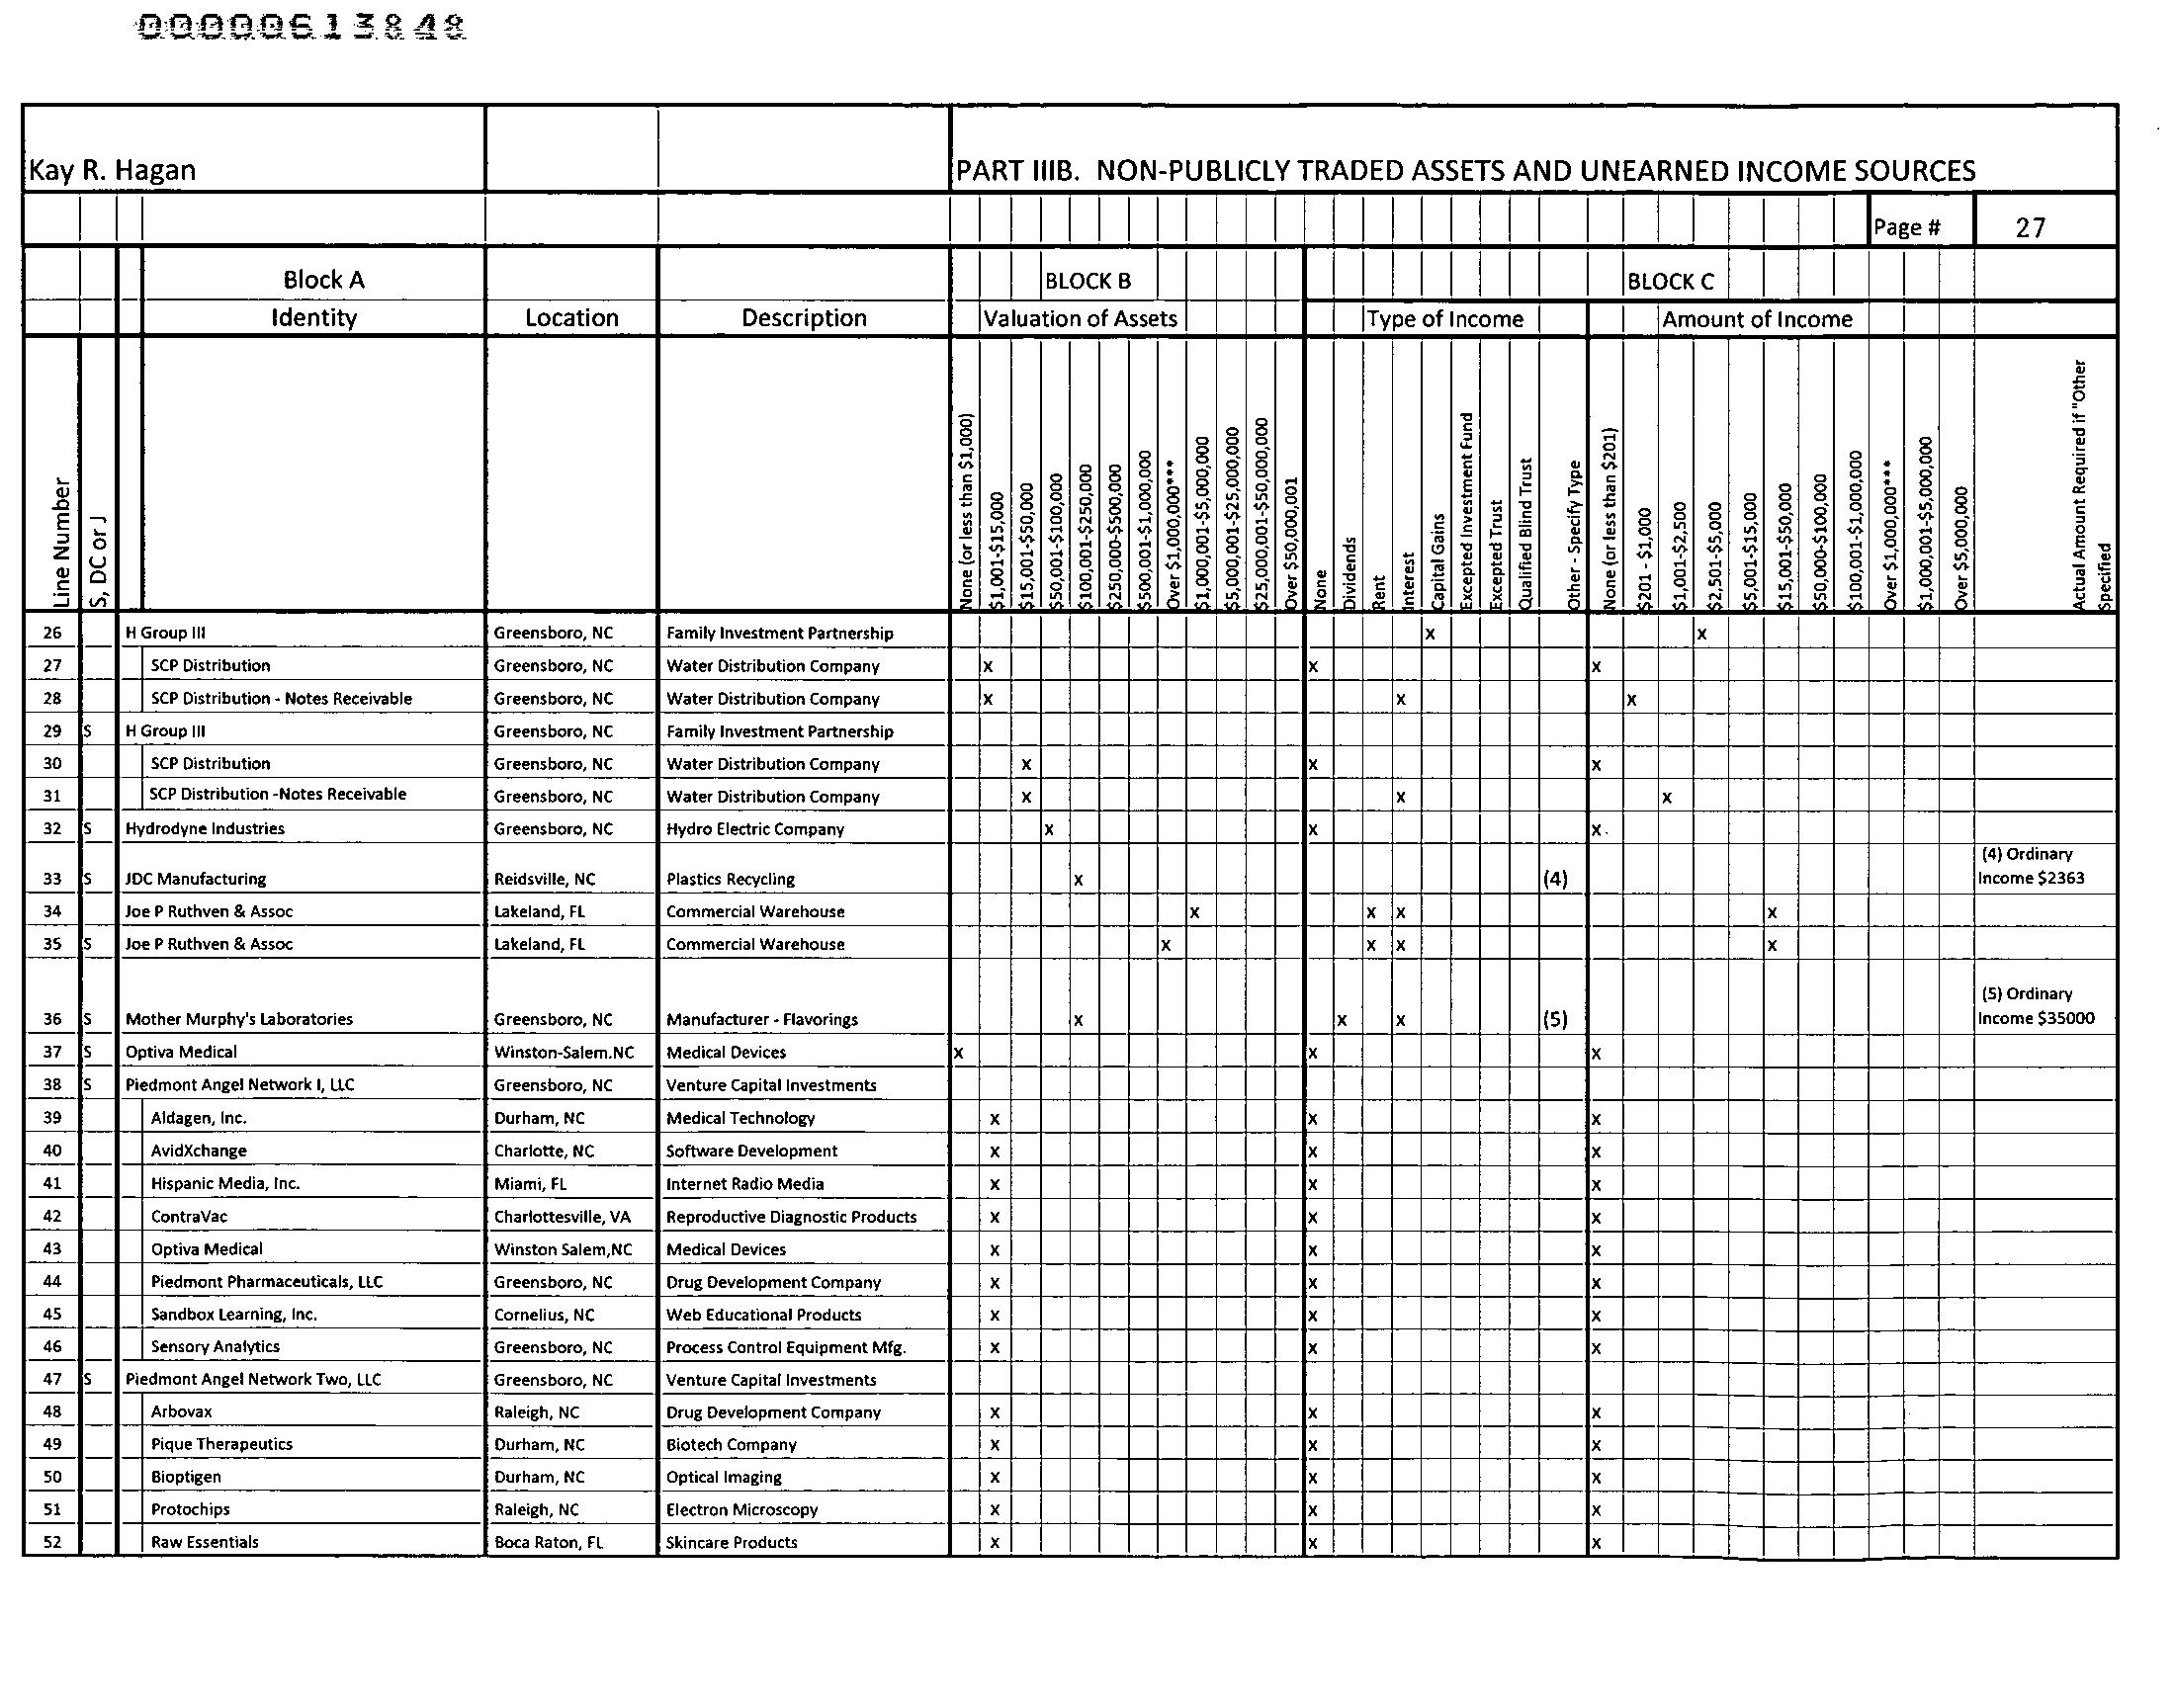 00000613848
Kay R. Hagan PART IIIB. NON-PUBLICLY TRADED ASSETS AND UNEARNED INCOME SOURCES
Page # 27
Block A BLOCK B BLOCK C
Identity Location Description Valuation of Assets Type of Income Amount of Income
Line Number
S, DC or J
None (or less than $1,000)
$1,001-$15,000
$15,001-$50,000
$50,001-$100,000
$100,001-$250,000
$250,000-$500,000
$500,001-$1,000,000
Over $1,000,000***
$1,000,001-$5,000,000
$5,000,001-$25,000,000
$25,000,001-$50,000,000
Over $50,000,001
None
Dividends
Rent
Interest
Capital Gains
Excepted Investment Fund
Excepted Trust
Qualified Blind Trust
Other - Specify Type
None (or less than $201)
$201 - $1,000
$1,001-$2,500
$2,501-$5,000
$5,001-$15,000
$15,001-$50,000
$50,000-$100,000
$100,001-$1,000,000
Over $1,000,000***
$1,000,001-$5,000,000
Over $5,000,000
Actual Amount Required if "Other
Specified
26 H Group III Greensboro, NC Family Investment Partnership x x
27 SCP Distribution Greensboro, NC Water Distribution Company x x x
28 SCP Distribution - Notes Receivable Greensboro, NC Water Distribution Company x x x
29 S H Group III Greensboro, NC Family Investment Partnership
30 SCP Distribution Greensboro, NC Water Distribution Company x x x
31 SCP Distribution -Notes Receivable Greensboro, NC Water Distribution Company x x x
32 S Hydrodyne Industries Greensboro, NC Hydro Electric Company x x x
33 S JDC Manufacturing Reidsville, NC Plastics Recycling x (4) (4) Ordinary
Income $2363
34 Joe P Ruthven & Assoc Lakeland, FL Commercial Warehouse x x x x
35 S Joe P Ruthven & Assoc Lakeland, FL Commercial Warehouse x x x x
36 S Mother Murphy's Laboratories Greensboro, NC Manufacturer - Flavorings x x x (5) (5) Ordinary
Income $35000
37 S Optiva Medical Winston-Salem.NC Medical Devices x x x
38 S Piedmont Angel Network I, LLC Greensboro, NC Venture Capital Investments
39 Aldagen, Inc. Durham, NC Medical Technology x x x
40 AvidXchange Charlotte, NC Software Development x x x
41 Hispanic Media, Inc. Miami, FL Internet Radio Media x x x
42 ContraVac Charlottesville, VA Reproductive Diagnostic Products x x x
43 Optiva Medical Winston Salem,NC Medical Devices x x x
44 Piedmont Pharmaceuticals, LLC Greensboro, NC Drug Development Company x x x
45 Sandbox Learning, Inc. Cornelius, NC Web Educational Products x x x
46 Sensory Analytics Greensboro, NC Process Control Equipment Mfg. x x x
47 S Piedmont Angel Network Two, LLC Greensboro, NC Venture Capital Investments
48 Arbovax Raleigh, NC Drug Development Company x x x
49 Pique Therapeutics Durham, NC Biotech Company x x x
50 Bioptigen Durham, NC Optical Imaging x x x
51 Protochips Raleigh, NC Electron Microscopy x x x
52 Raw Essentials Boca Raton, FL Skincare Products x x x